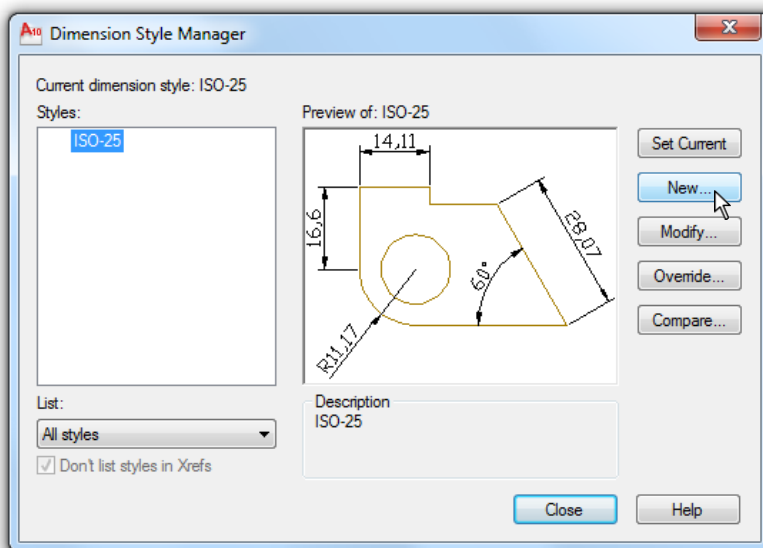 A10 Dimension Style Manager
Current dimension style: ISO-25
Styles:
ISO-25
Preview of: ISO-25
14,11
16,6
R11,17
60°
28,07
Set Current
New...
Modify...
Override...
Compare...
List:
All styles
Don't list styles in Xrefs
Description
ISO-25
Close
Help